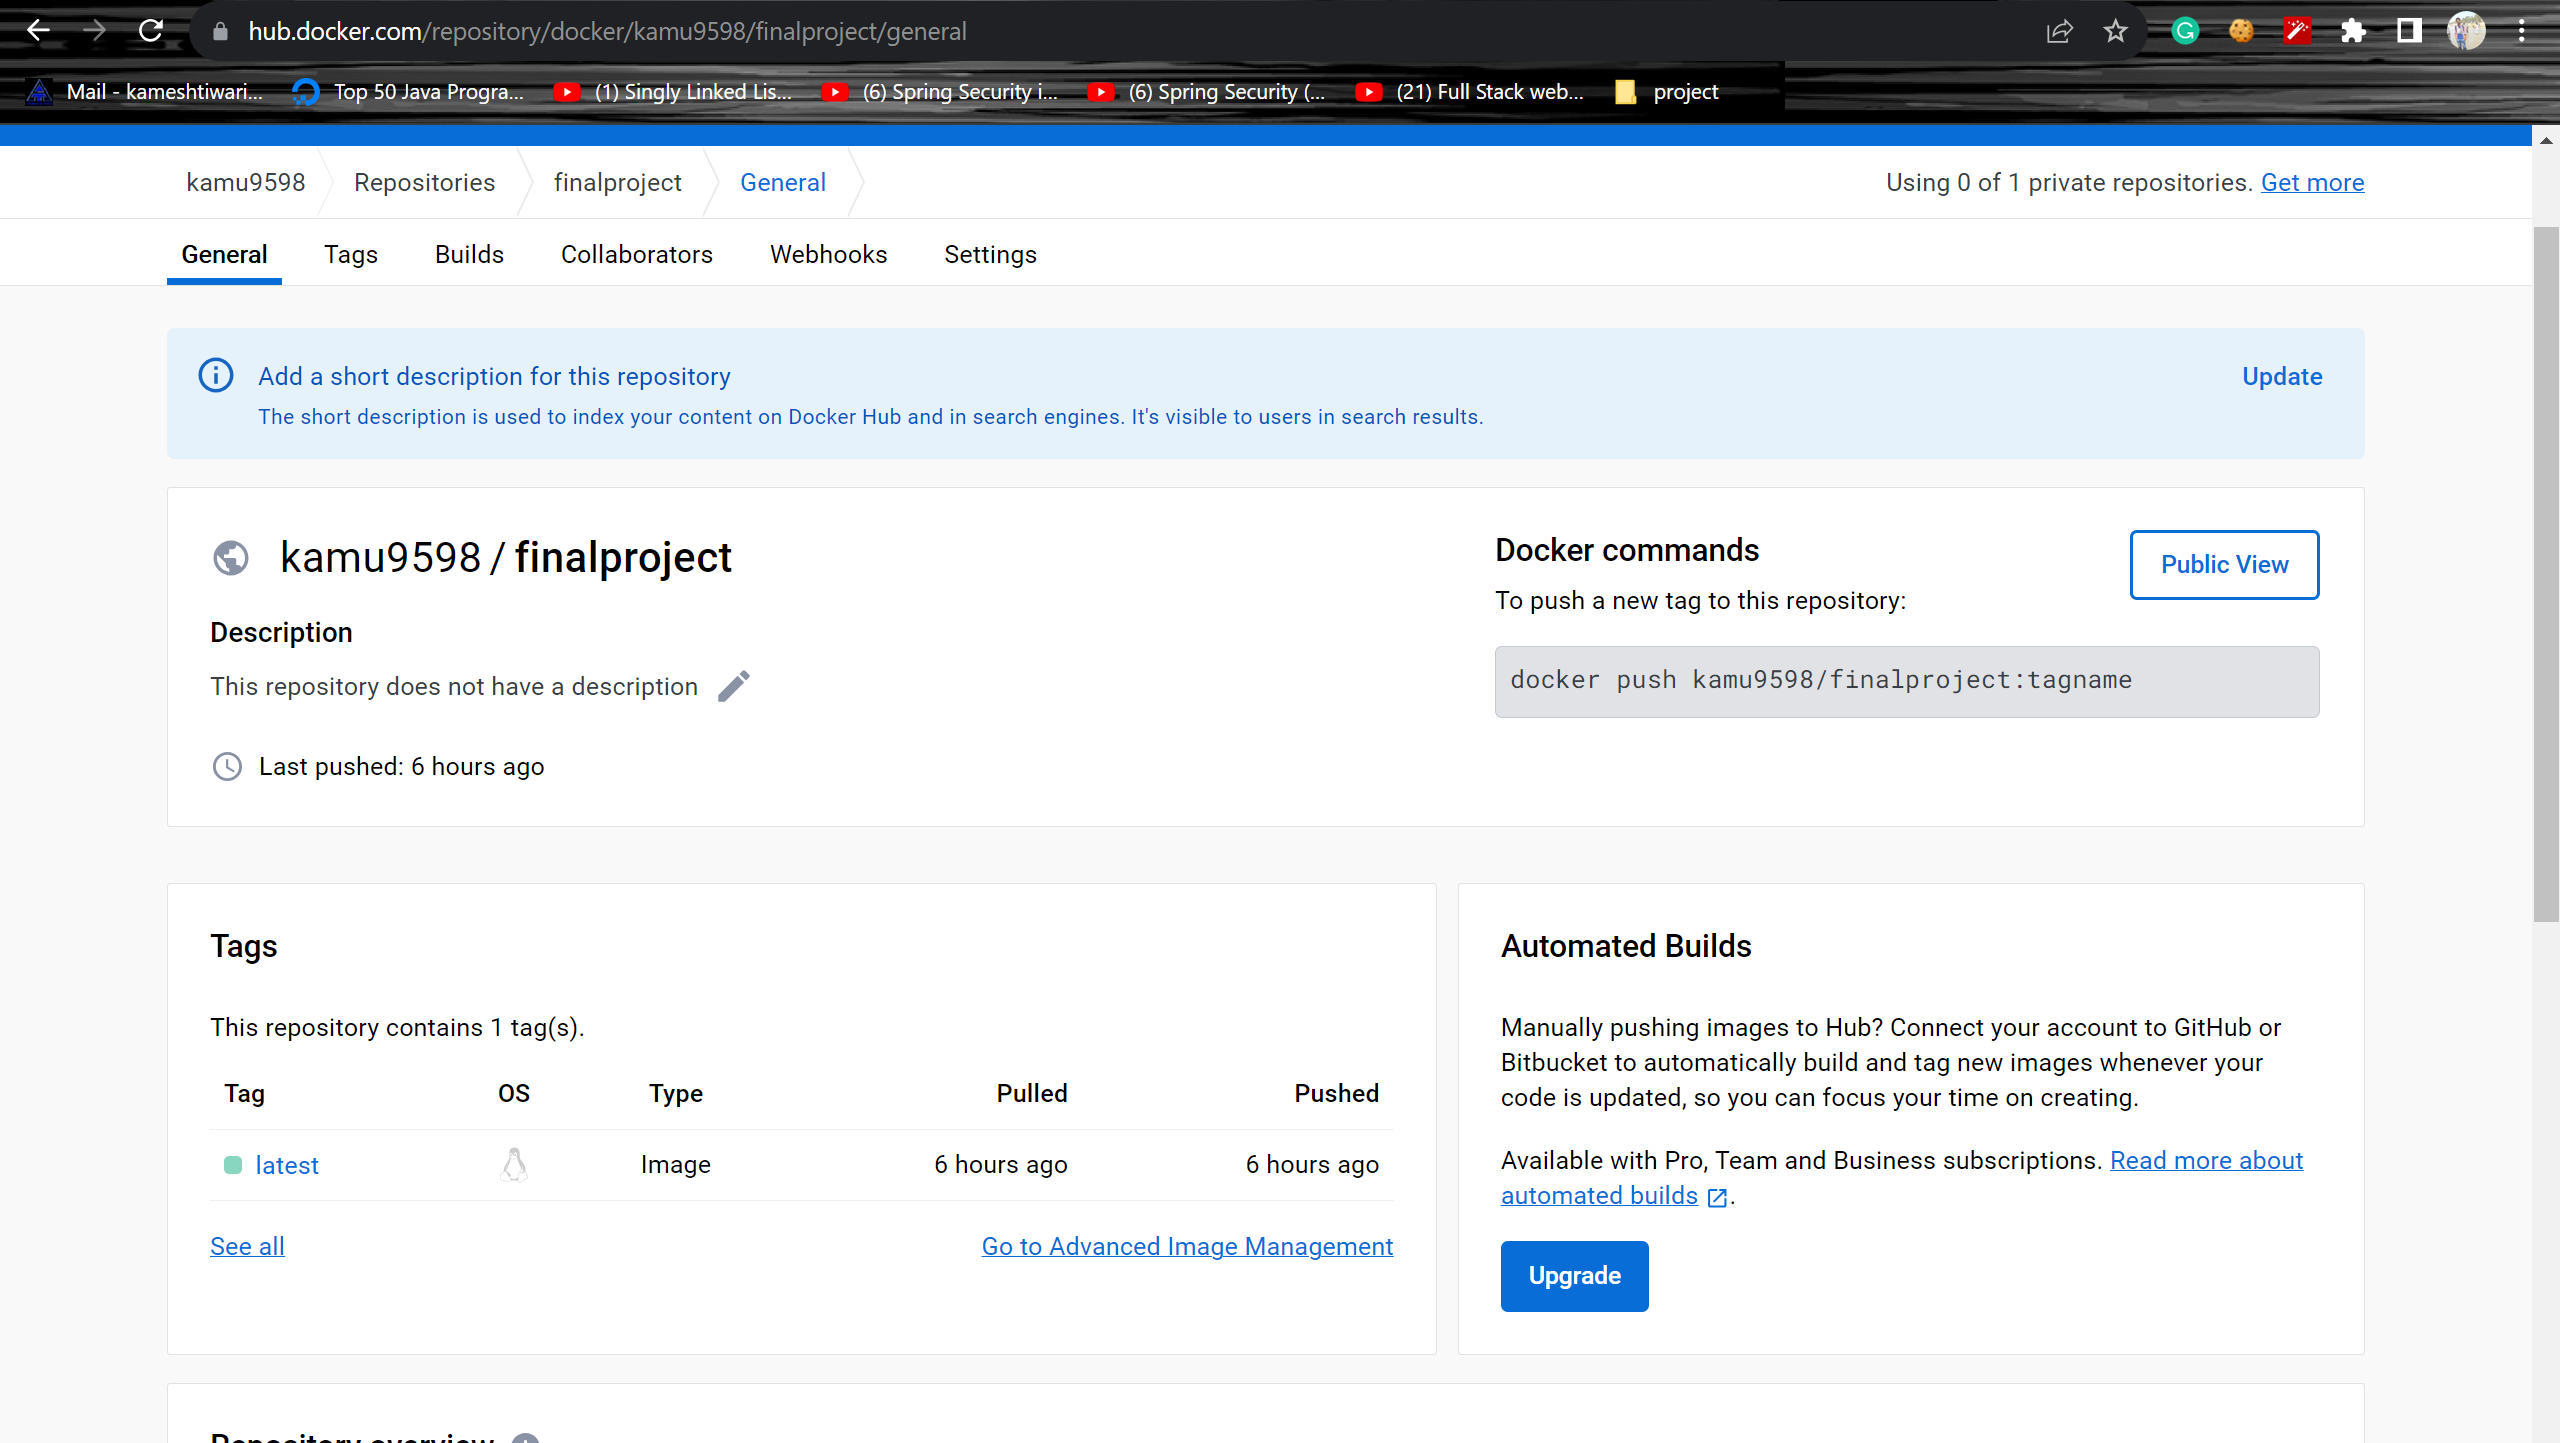 hub.docker.com/repository/docker/kamu9598/finalproject/general
Mail - kameshtiwari... Top 50 Java Progra... (1) Singly Linked Lis... (6) Spring Security i... (6) Spring Security (... (21) Full Stack web... project
kamu9598 Repositories finalproject General Using 0 of 1 private repositories. Get more
General Tags Builds Collaborators Webhooks Settings
Add a short description for this repository Update
The short description is used to index your content on Docker Hub and in search engines. It's visible to users in search results.
kamu9598 / finalproject
Description
This repository does not have a description
Last pushed: 6 hours ago
Docker commands
Public View
To push a new tag to this repository:
docker push kamu9598/finalproject:tagname
Tags
This repository contains 1 tag(s).
Tag OS Type Pulled Pushed
latest Image 6 hours ago 6 hours ago
See all Go to Advanced Image Management
Automated Builds
Manually pushing images to Hub? Connect your account to GitHub or
Bitbucket to automatically build and tag new images whenever your
code is updated, so you can focus your time on creating.
Available with Pro, Team and Business subscriptions. Read more about
automated builds .
Upgrade
Repository overview